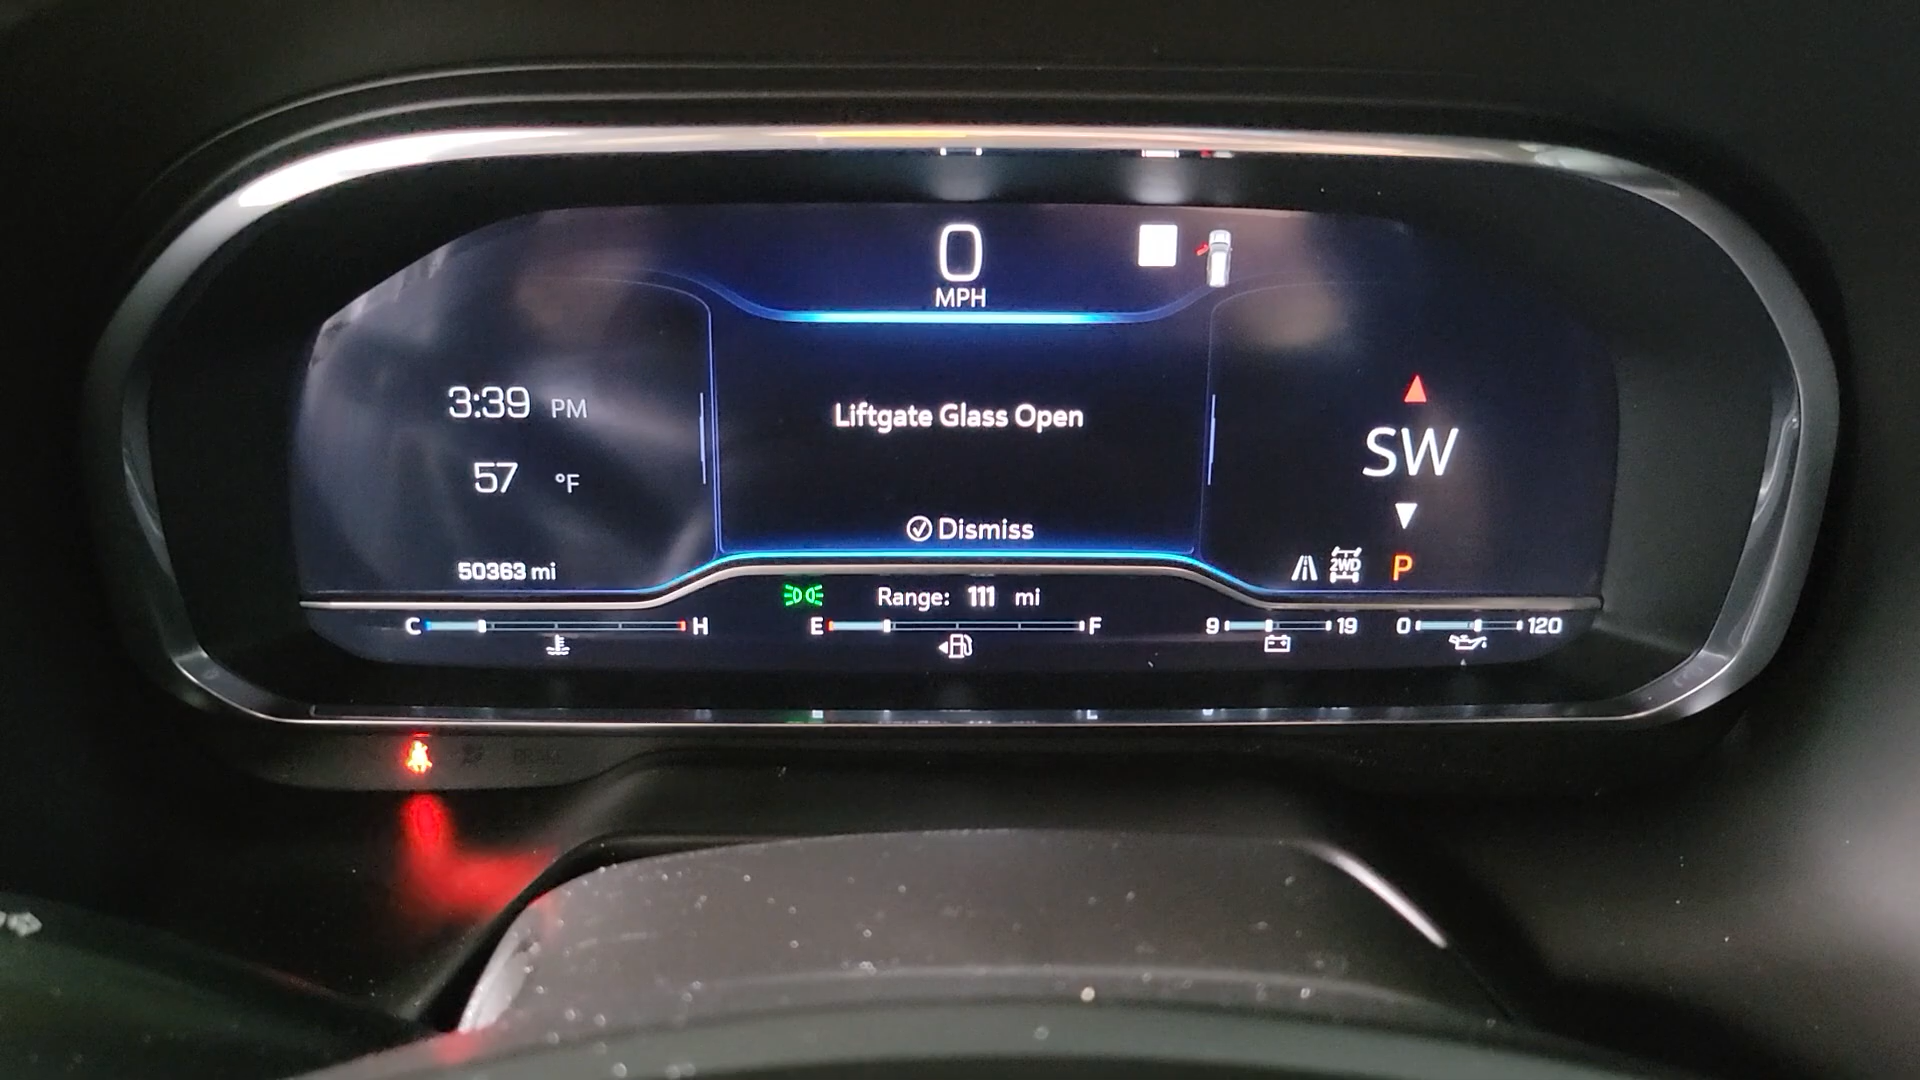 0
MPH
3:39 PM
Liftgate Glass Open
SW
57 °F
Dismiss
50363 mi
2WD
P
Range: 111 mi
C H
E F
9 19
0 120